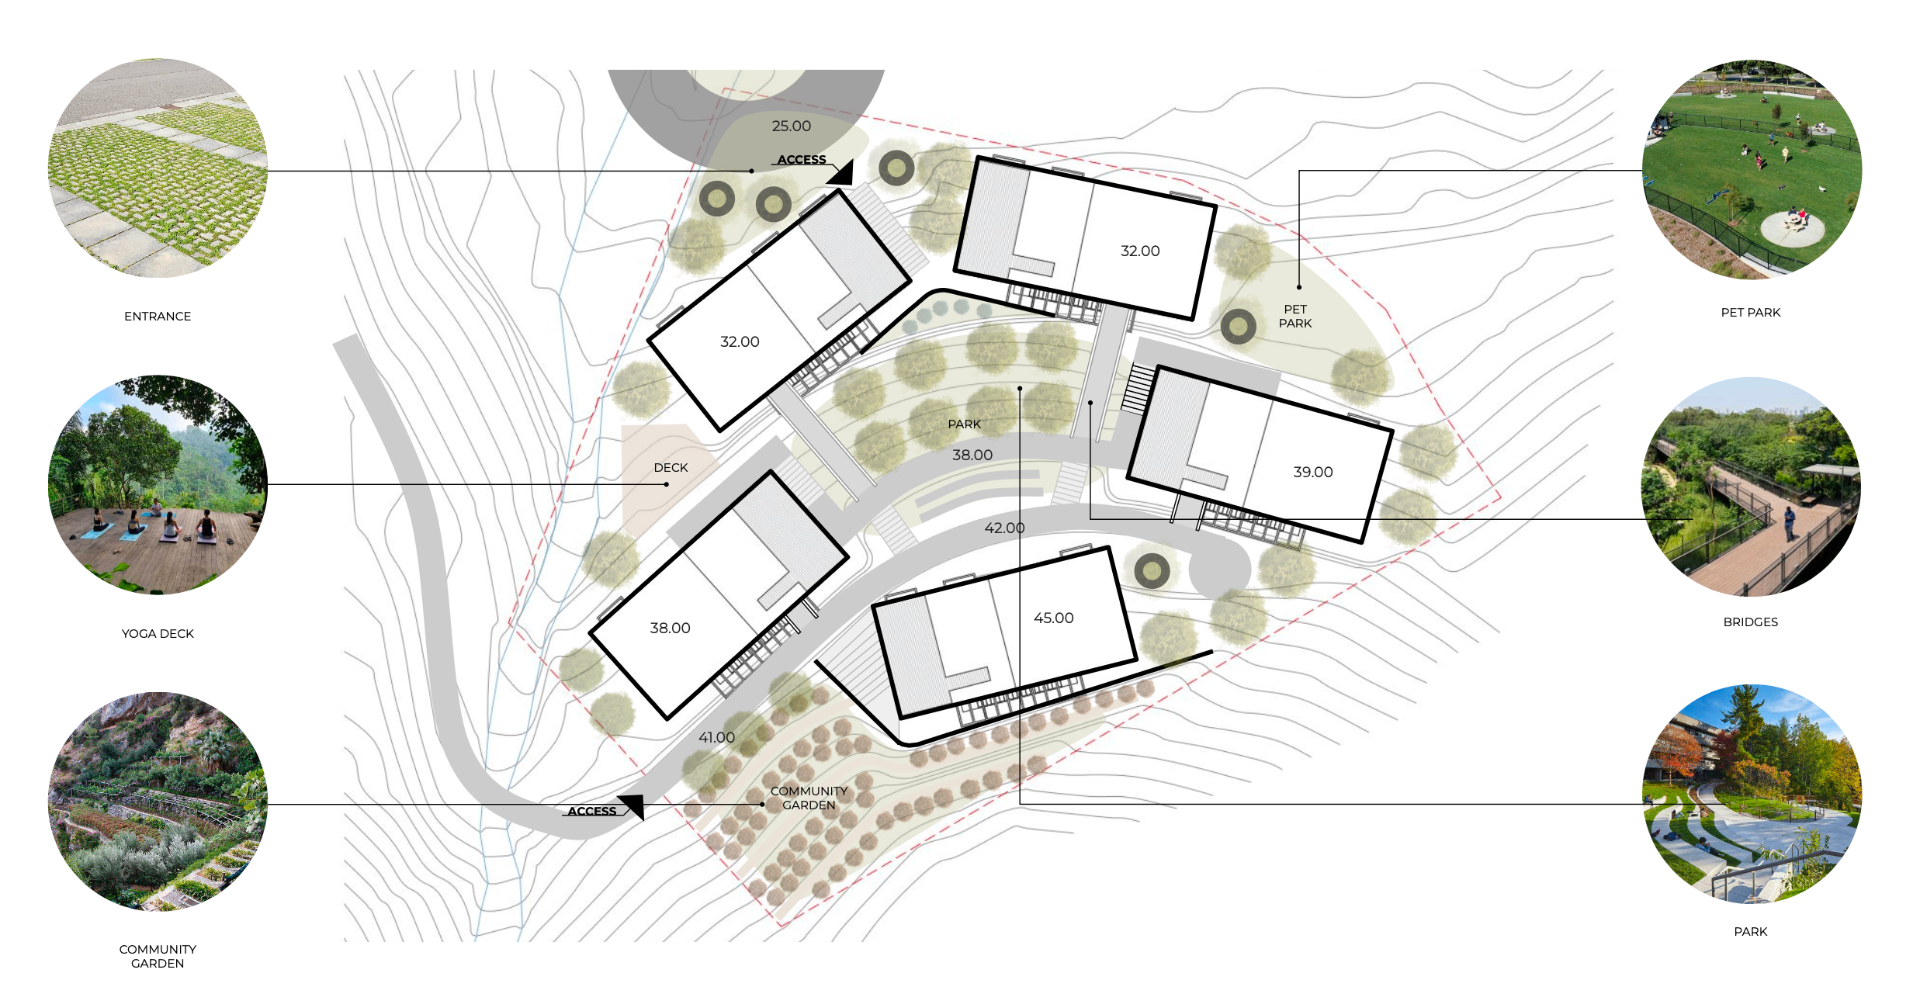 25.00
ACCESS
32.00
PET
PARK
32.00
ENTRANCE
PET PARK
PARK
38.00
DECK
39.00
42.00
38.00
45.00
YOGA DECK
BRIDGES
41.00
COMMUNITY
GARDEN
ACCESS
COMMUNITY
GARDEN
PARK